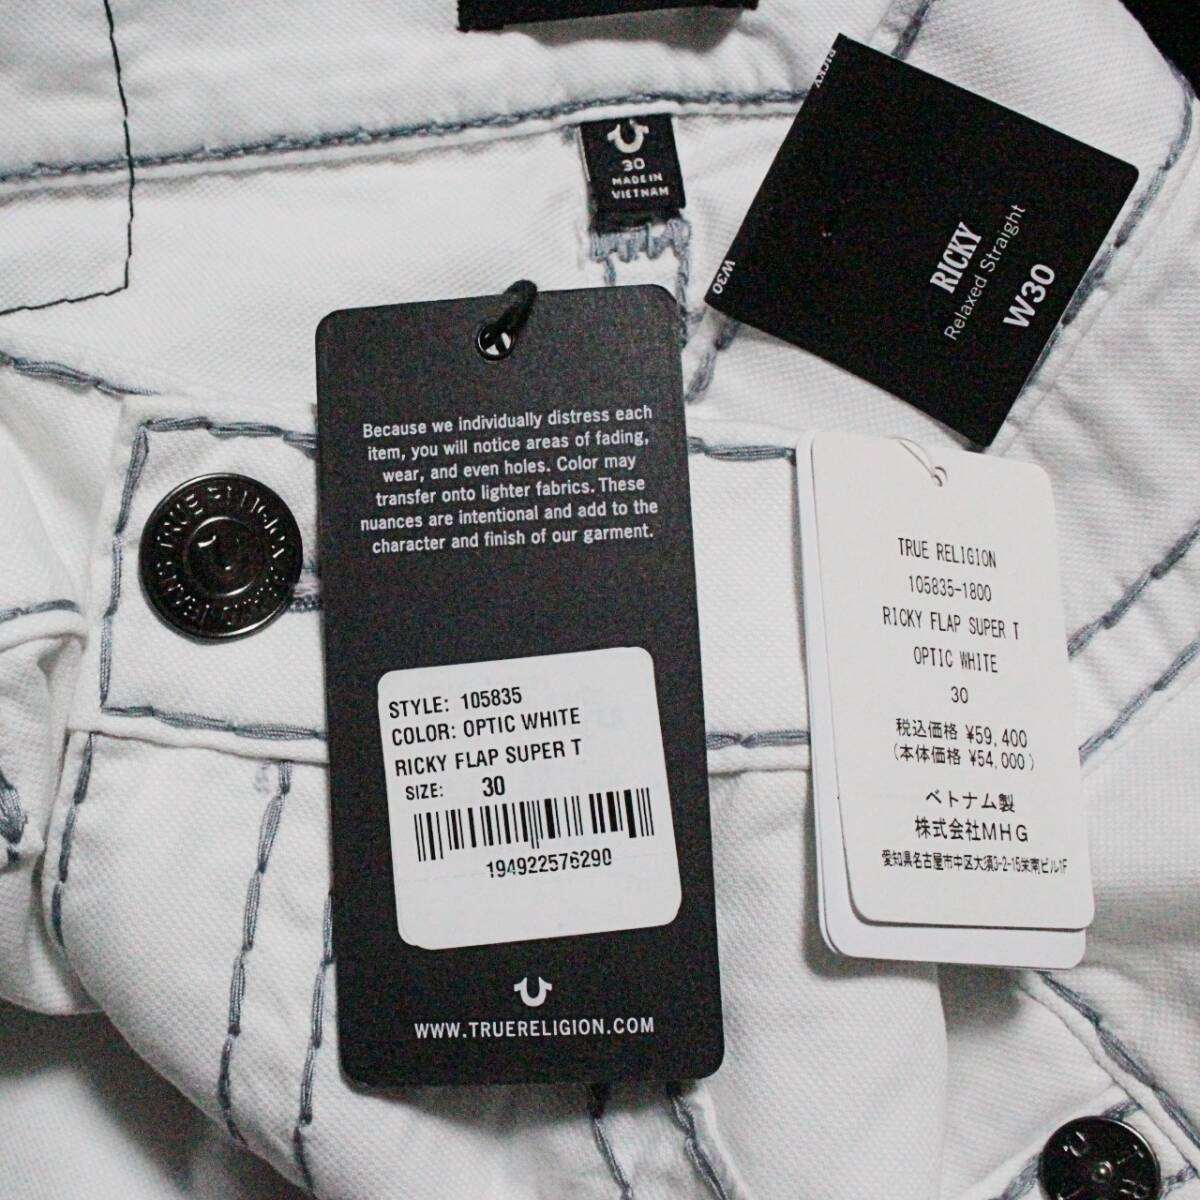 30
MADE IN
VIETNAM
RICKY
W30
RICKY
Relaxed Straight
W30
Because we individually distress each
item, you will notice areas of fading,
wear, and even holes. Color may
transfer onto lighter fabrics. These
nuances are intentional and add to the
character and finish of our garment.
STYLE: 105835
COLOR: OPTIC WHITE
RICKY FLAP SUPER T
SIZE: 30
194922576290
WWW.TRUERELIGION.COM
TRUE RELIGION
105835-1800
RICKY FLAP SUPER T
OPTIC WHITE
30
税込価格 ¥59,400
(本体価格 ¥54,000)
ベトナム製
株式会社MHG
愛知県名古屋市中区大須3-2-15栄南ビル1F
TRUE RELIGION